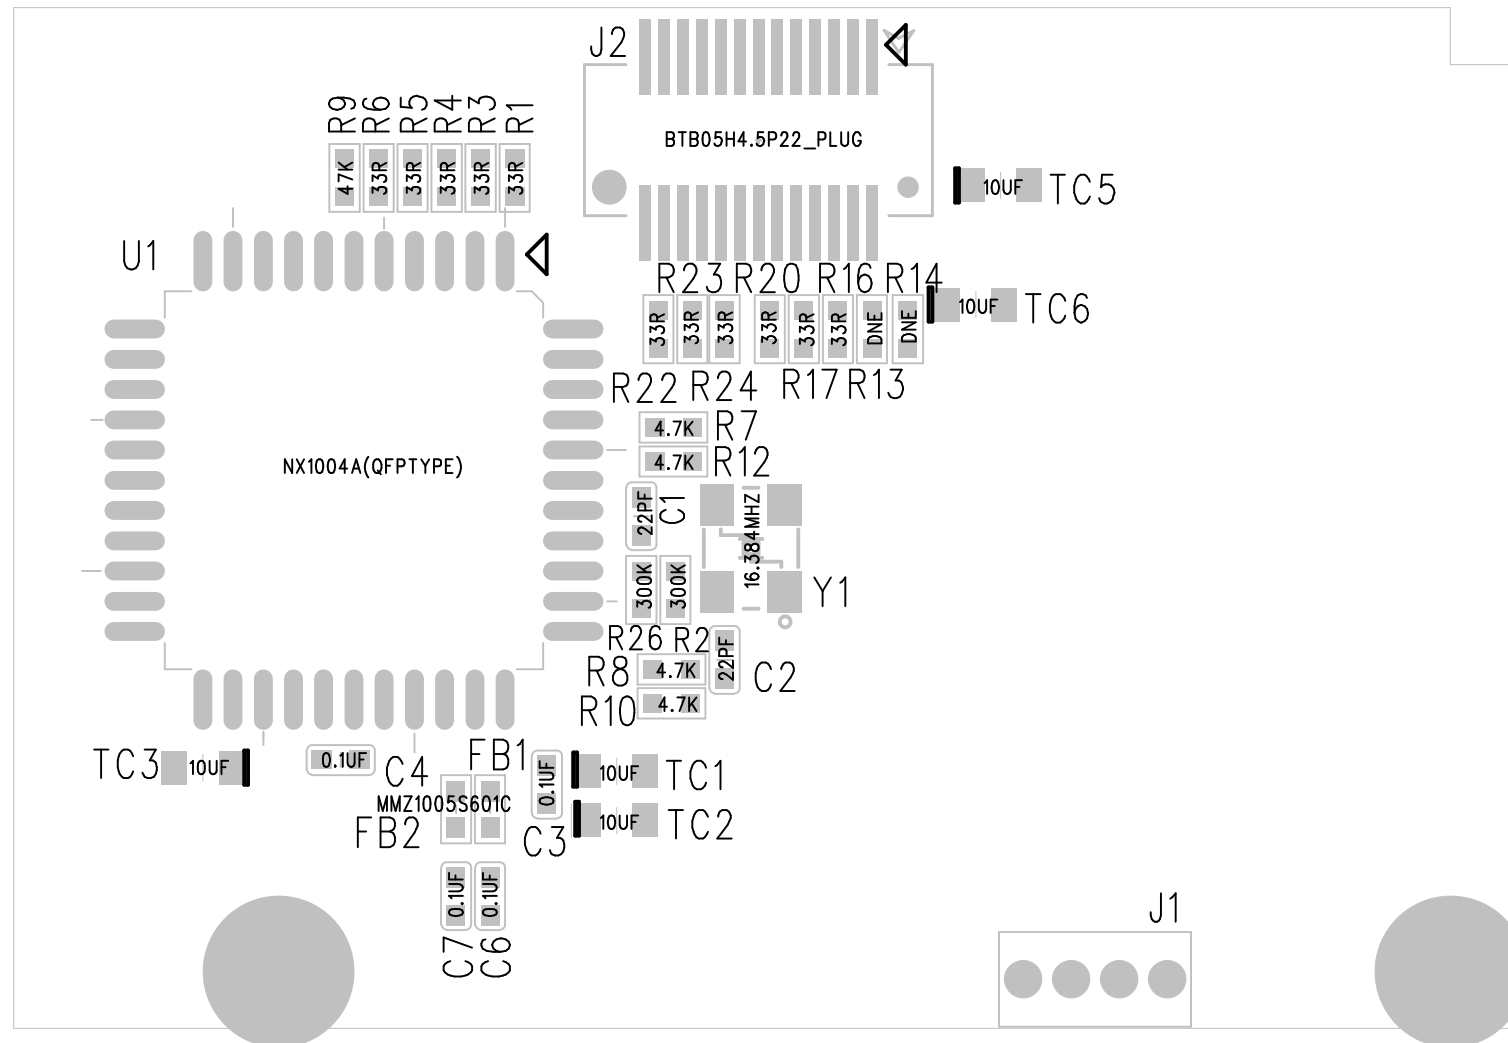 J2
BTB05H4.5P22_PLUG
R9
R6
R5
R4
R3
R1
47K
33R
33R
33R
33R
33R
10UF
TC5
U1
R23
R20
R16
R14
10UF
TC6
33R
33R
33R
33R
33R
33R
DNE
DNE
R22
R24
R17
R13
4.7K
R7
4.7K
R12
NX1004A(QFPTYPE)
22PF
C1
16.384MHZ
300K
300K
Y1
R26
R2
22PF
C2
R8
4.7K
R10
4.7K
TC3
10UF
0.1UF
C4
FB1
0.1UF
10UF
TC1
MMZ1005S601C
FB2
C3
10UF
TC2
0.1UF
0.1UF
C7
C6
J1